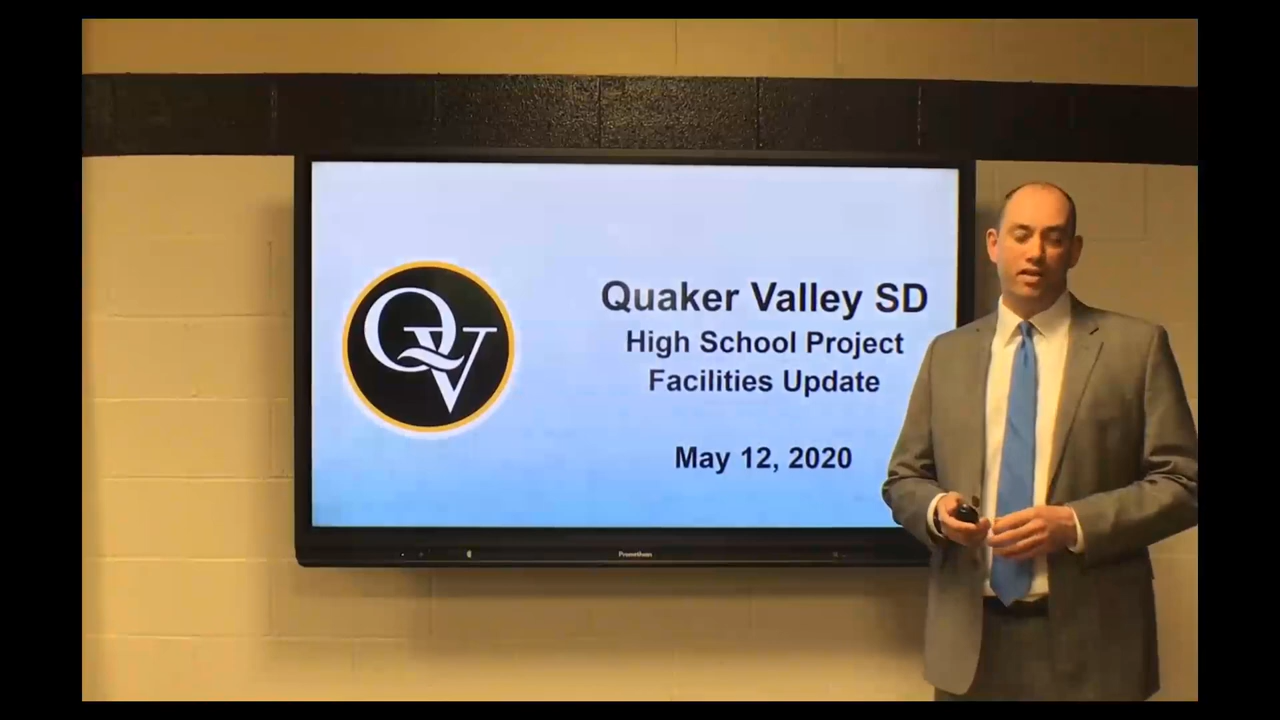 QV
Quaker Valley SD
High School Project
Facilities Update
May 12, 2020
Promethean